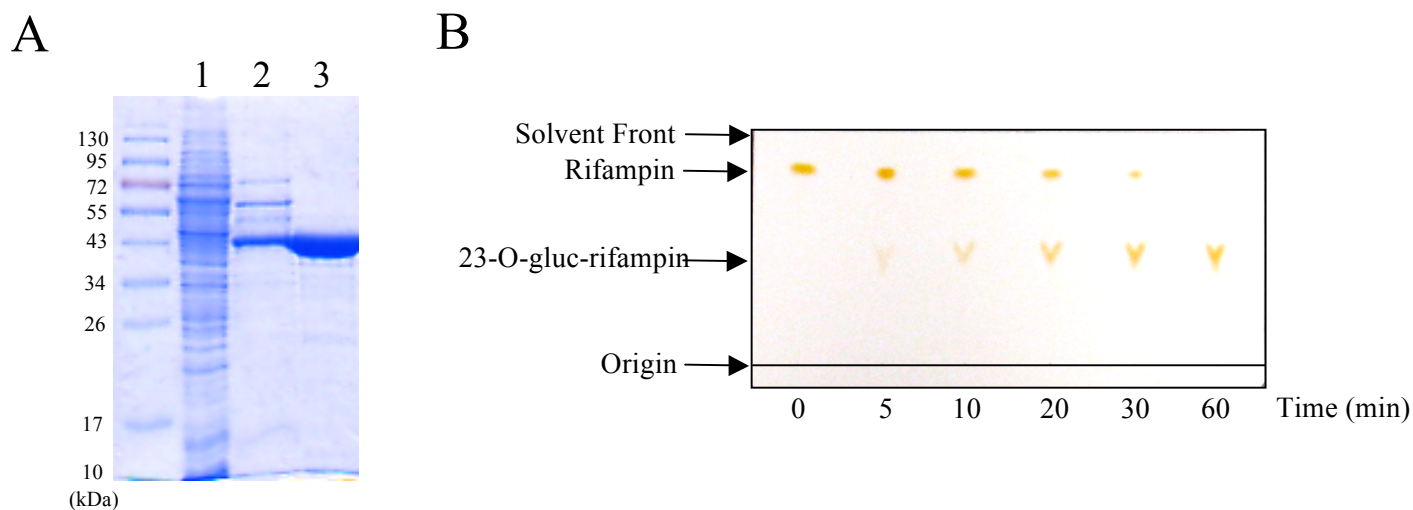 A
1 2 3
130
95
72
55
43
34
26
17
10
(kDa)
B
Solvent Front
Rifampin
23-O-gluc-rifampin
Origin
0 5 10 20 30 60 Time (min)